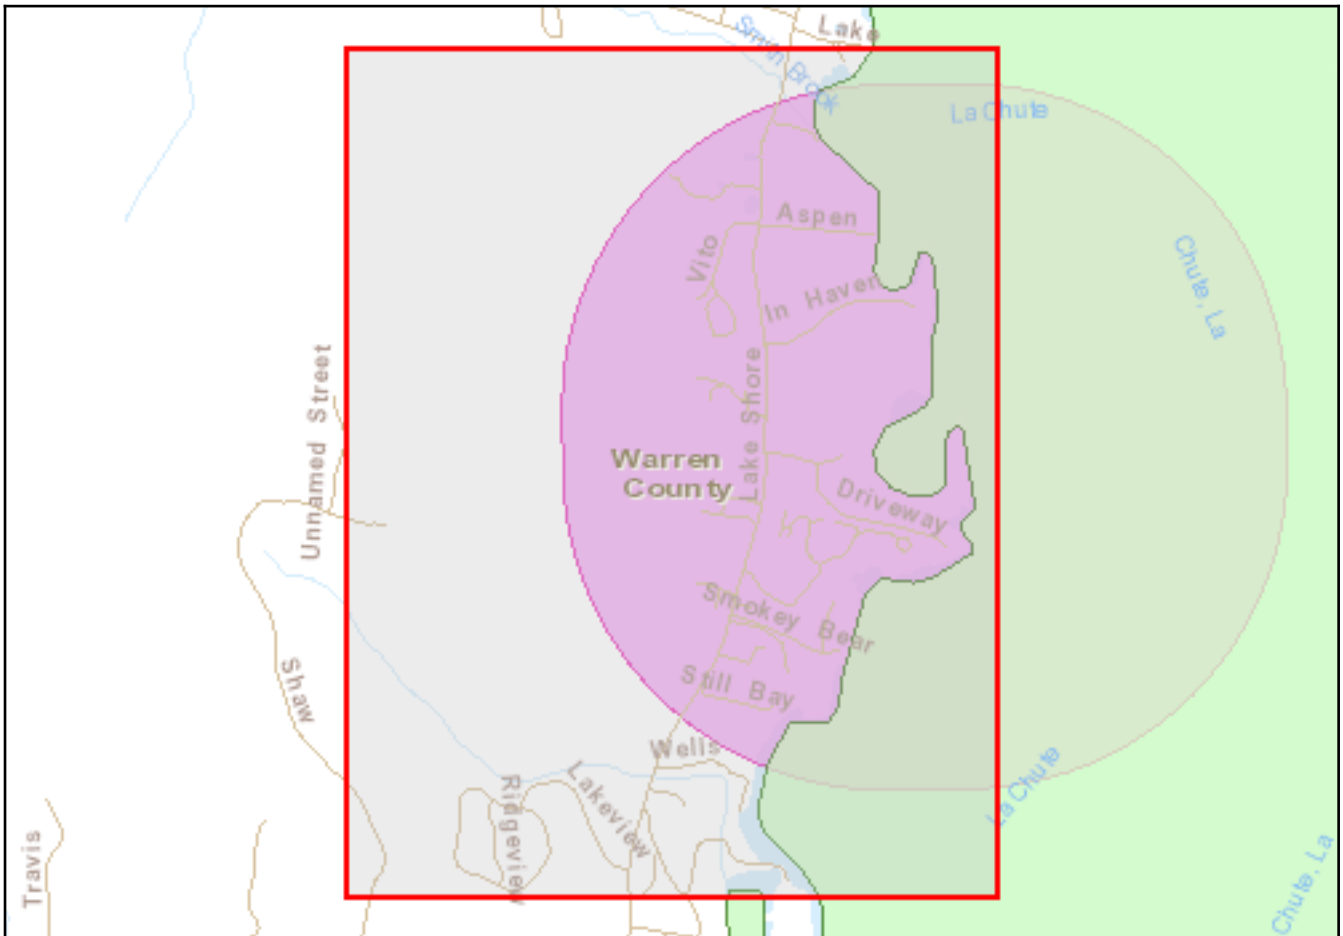 Lake
Smith Brook
La Chute
Aspen
Vito
Chute, La
In Haven
Unnamed Street
Lake Shore
Warren
County
Driveway
Smokey Bear
Shaw
Still Bay
Wells
Lakeview
Ridgeview
La Chute
Travis
Chute, La